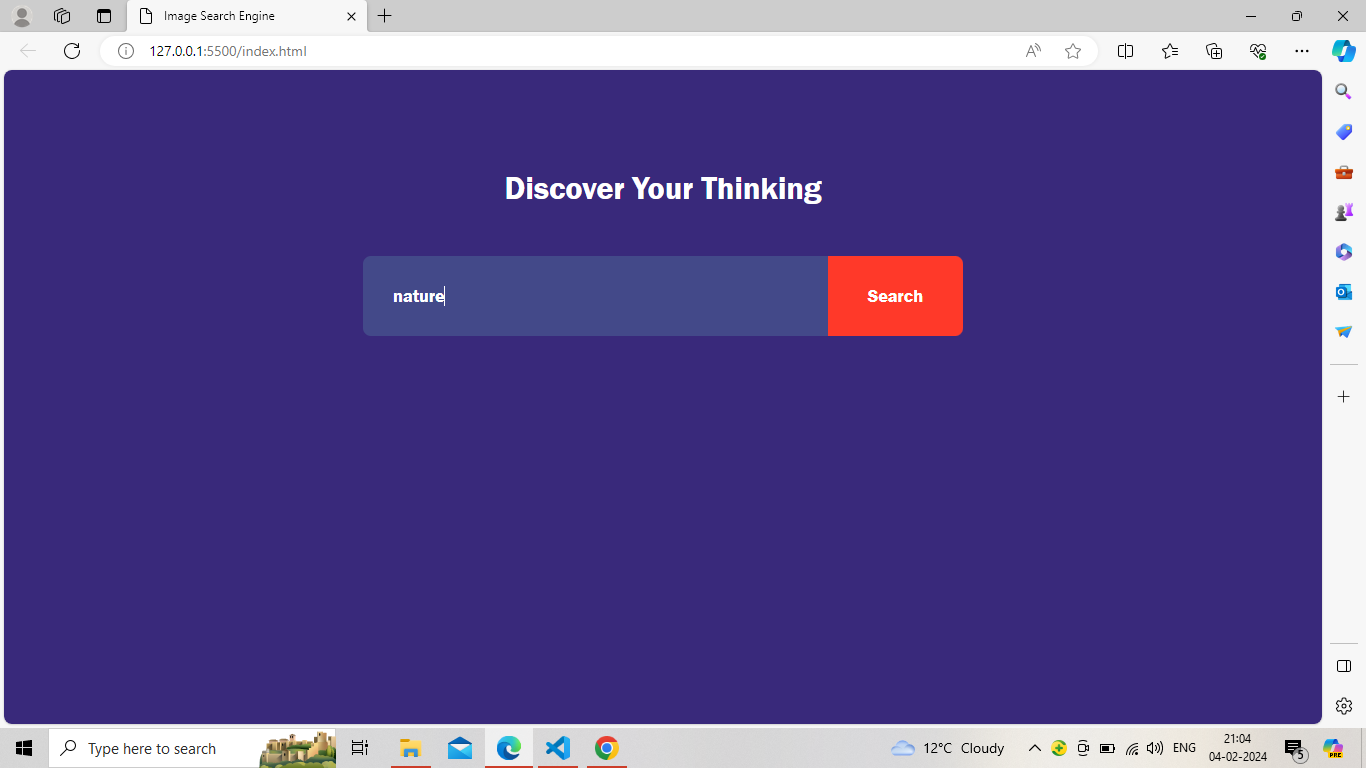 Image Search Engine
127.0.0.1:5500/index.html
Discover Your Thinking
nature
Search
Type here to search
12°C Cloudy
ENG
21:04
04-02-2024
5
PRE